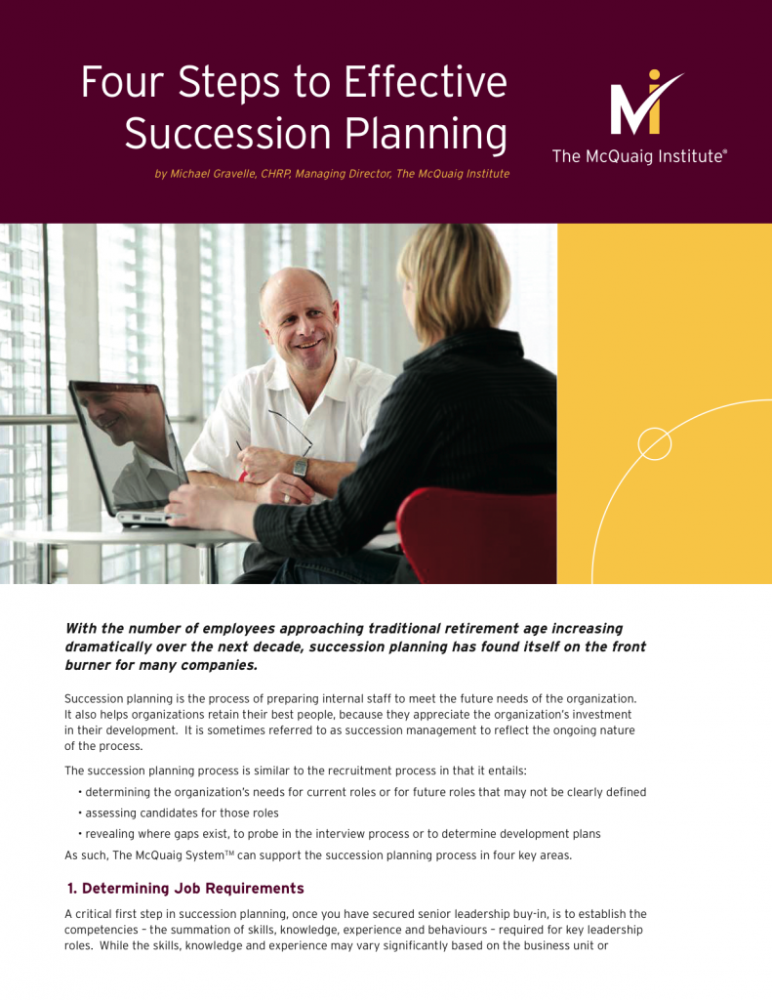 Four Steps to Effective
Succession Planning
by Michael Gravelle, CHRP, Managing Director, The McQuaig Institute
Mi
The McQuaig Institute®
With the number of employees approaching traditional retirement age increasing
dramatically over the next decade, succession planning has found itself on the front
burner for many companies.
Succession planning is the process of preparing internal staff to meet the future needs of the organization.
It also helps organizations retain their best people, because they appreciate the organization's investment
in their development.  It is sometimes referred to as succession management to reflect the ongoing nature
of the process.
The succession planning process is similar to the recruitment process in that it entails:
• determining the organization's needs for current roles or for future roles that may not be clearly defined
• assessing candidates for those roles
• revealing where gaps exist, to probe in the interview process or to determine development plans
As such, The McQuaig System™ can support the succession planning process in four key areas.
1. Determining Job Requirements
A critical first step in succession planning, once you have secured senior leadership buy-in, is to establish the
competencies – the summation of skills, knowledge, experience and behaviours – required for key leadership
roles.  While the skills, knowledge and experience may vary significantly based on the business unit or